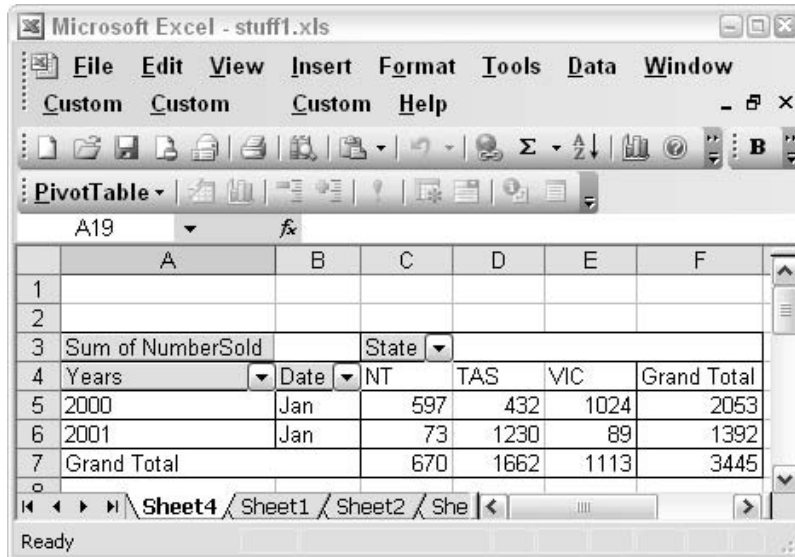 Microsoft Excel - stuff1.xls
File Edit View Insert Format Tools Data Window
Custom Custom Custom Help
Σ A Z B
PivotTable
A19 fx
A B C D E F
1
2
3 Sum of NumberSold State
4 Years Date NT TAS VIC Grand Total
5 2000 Jan 597 432 1024 2053
6 2001 Jan 73 1230 89 1392
7 Grand Total 670 1662 1113 3445
Sheet4 Sheet1 Sheet2 She
Ready